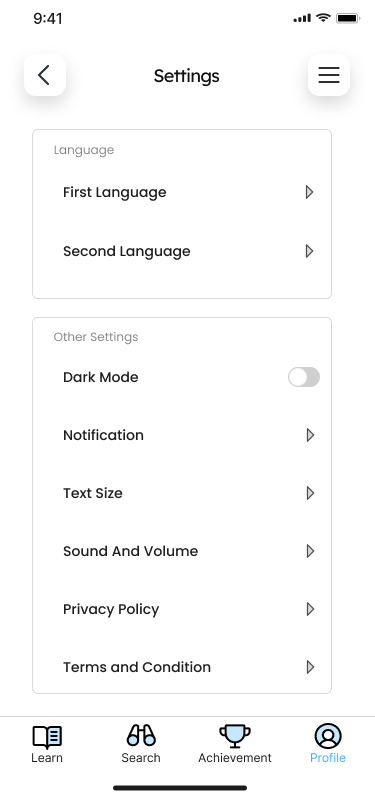 9:41
Settings
Language
First Language
Second Language
Other Settings
Dark Mode
Notification
Text Size
Sound And Volume
Privacy Policy
Terms and Condition
Learn
Search
Achievement
Profile